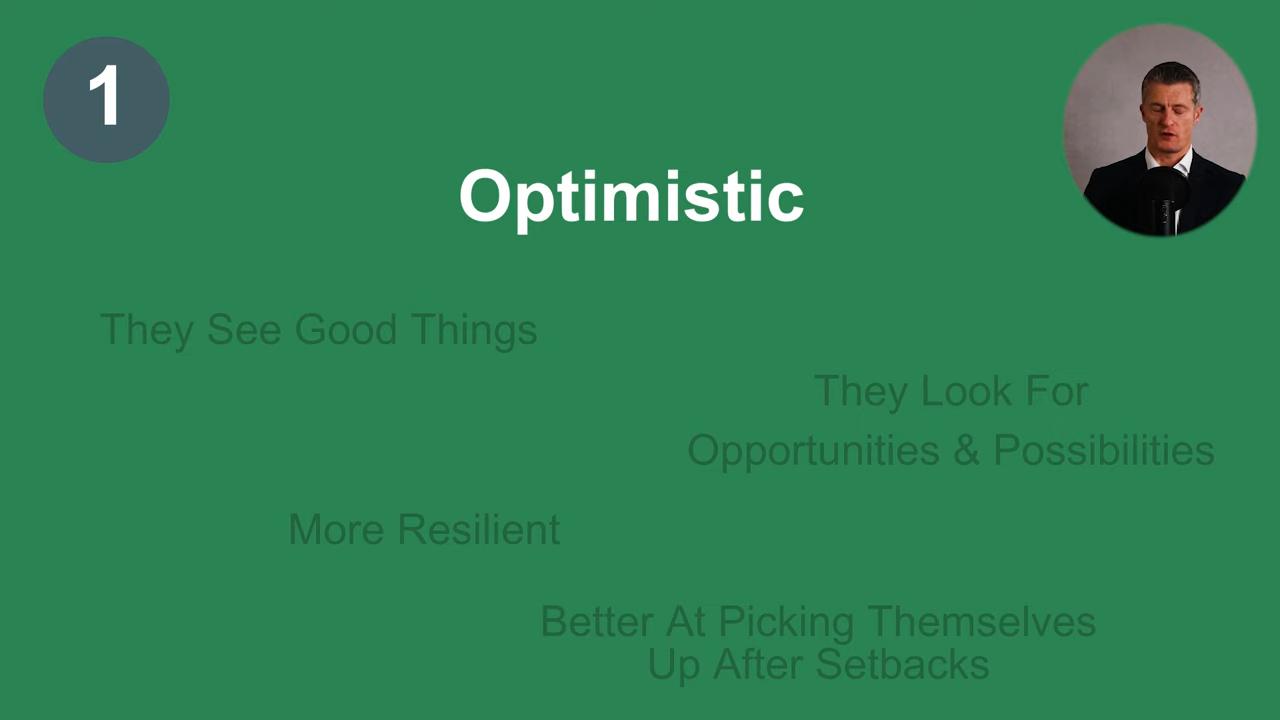 1
Optimistic
They See Good Things
They Look For
Opportunities & Possibilities
More Resilient
Better At Picking Themselves
Up After Setbacks